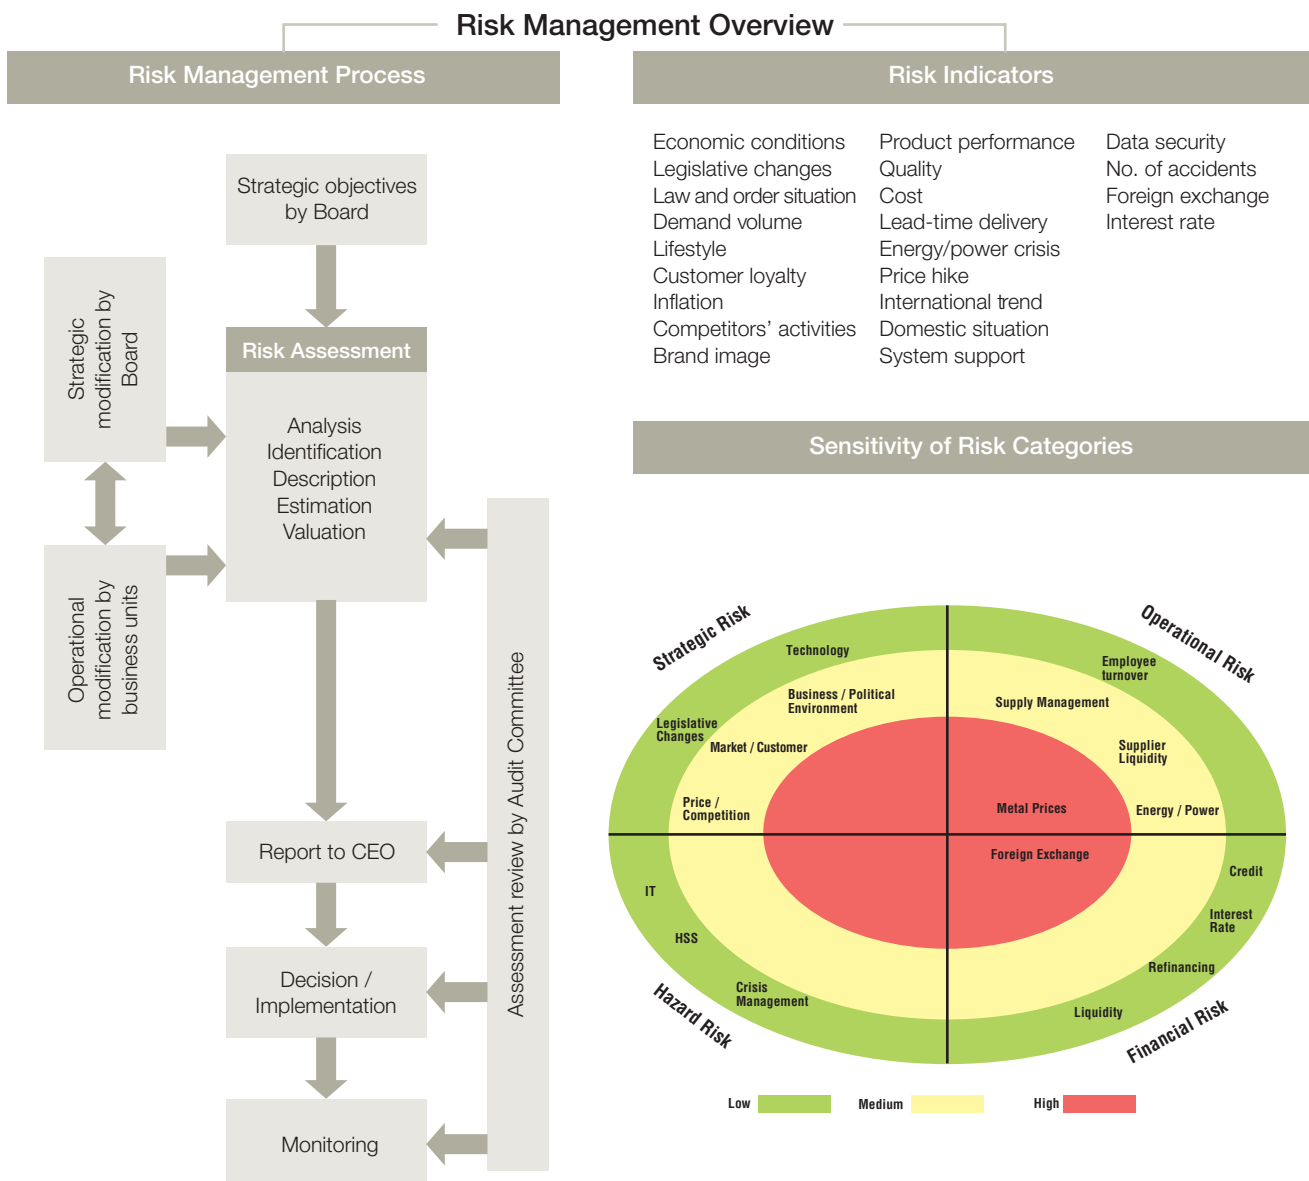 Risk Management Overview
Risk Management Process
Strategic objectives
by Board
Strategic
modification by
Board
Risk Assessment
Analysis
Identification
Description
Estimation
Valuation
Operational
modification by
business units
Assessment review by Audit Committee
Report to CEO
Decision /
Implementation
Monitoring
Risk Indicators
Economic conditions
Legislative changes
Law and order situation
Demand volume
Lifestyle
Customer loyalty
Inflation
Competitors’ activities
Brand image
Product performance
Quality
Cost
Lead-time delivery
Energy/power crisis
Price hike
International trend
Domestic situation
System support
Data security
No. of accidents
Foreign exchange
Interest rate
Sensitivity of Risk Categories
Strategic Risk
Technology
Business / Political
Environment
Legislative
Changes
Market / Customer
Price /
Competition
Operational Risk
Employee
turnover
Supply Management
Supplier
Liquidity
Metal Prices
Energy / Power
Hazard Risk
IT
HSS
Crisis
Management
Financial Risk
Foreign Exchange
Credit
Interest
Rate
Refinancing
Liquidity
Low
Medium
High